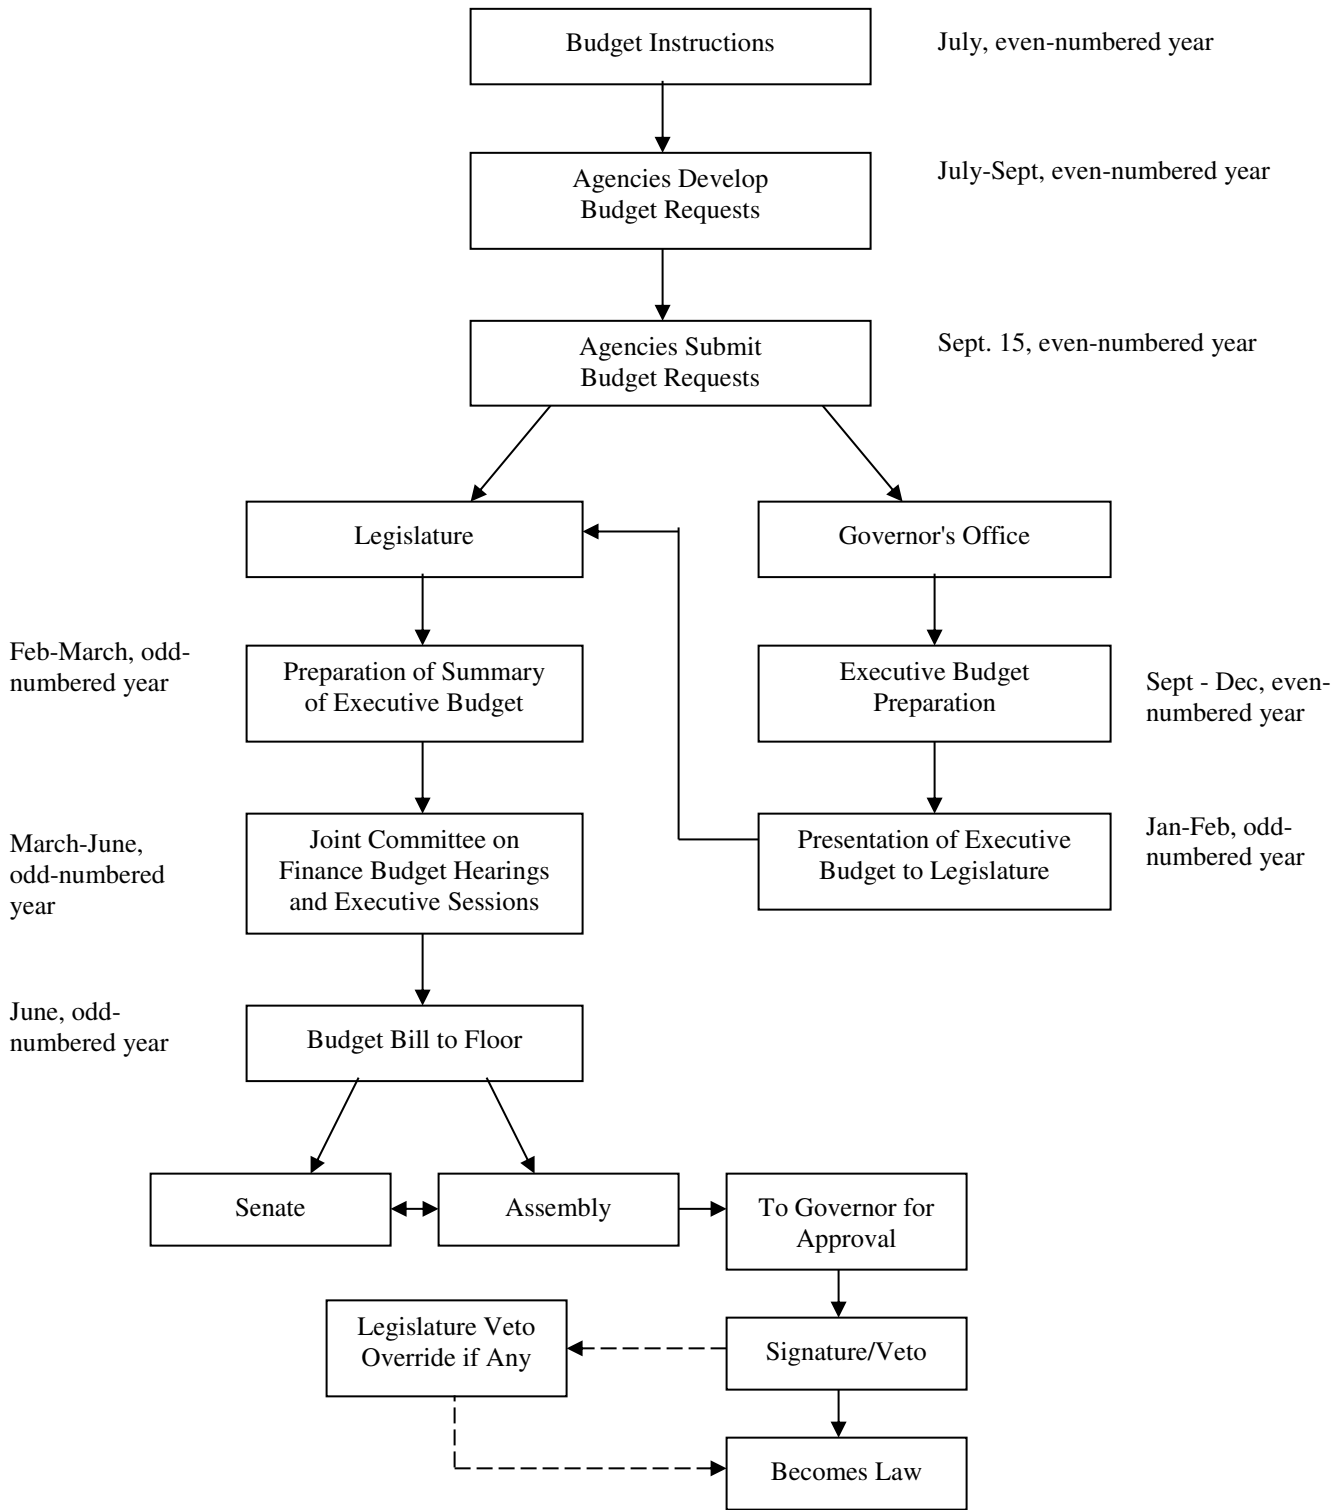 Budget Instructions
July, even-numbered year
Agencies Develop
Budget Requests
July-Sept, even-numbered year
Agencies Submit
Budget Requests
Sept. 15, even-numbered year
Legislature
Governor's Office
Feb-March, odd-
numbered year
Preparation of Summary
of Executive Budget
Executive Budget
Preparation
Sept - Dec, even-
numbered year
March-June,
odd-numbered
year
Joint Committee on
Finance Budget Hearings
and Executive Sessions
Presentation of Executive
Budget to Legislature
Jan-Feb, odd-
numbered year
June, odd-
numbered year
Budget Bill to Floor
Senate
Assembly
To Governor for
Approval
Legislature Veto
Override if Any
Signature/Veto
Becomes Law